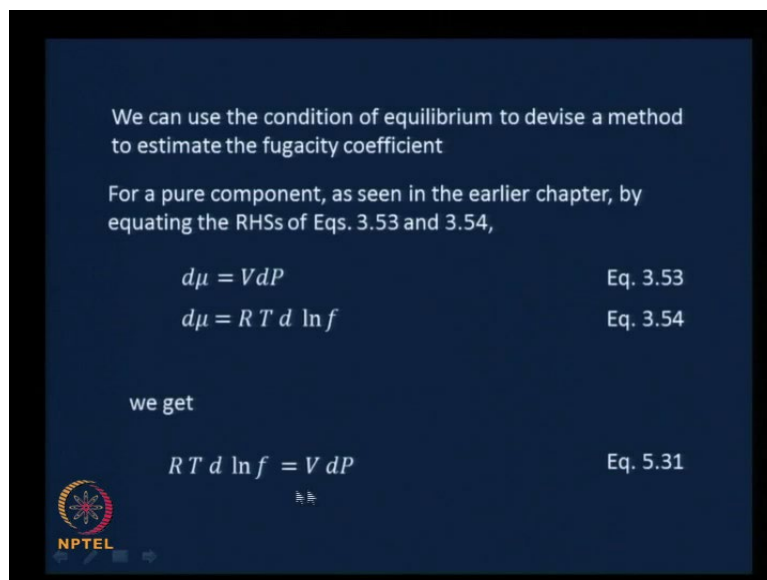 We can use the condition of equilibrium to devise a method
to estimate the fugacity coefficient
For a pure component, as seen in the earlier chapter, by
equating the RHSs of Eqs. 3.53 and 3.54,
dμ = VdP Eq. 3.53
dμ = R T d ln f Eq. 3.54
we get
R T d ln f = V dP Eq. 5.31
NPTEL